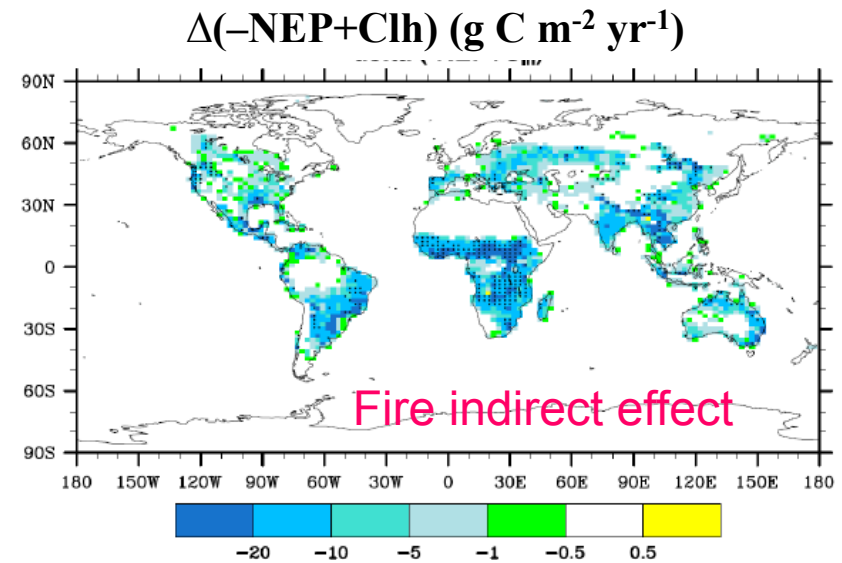 Δ(–NEP+Clh) (g C m-2 yr-1)
90N
60N
30N
0
30S
60S
90S
Fire indirect effect
180 150W 120W 90W 60W 30W 0 30E 60E 90E 120E 150E 180
−20 −10 −5 −1 −0.5 0.5